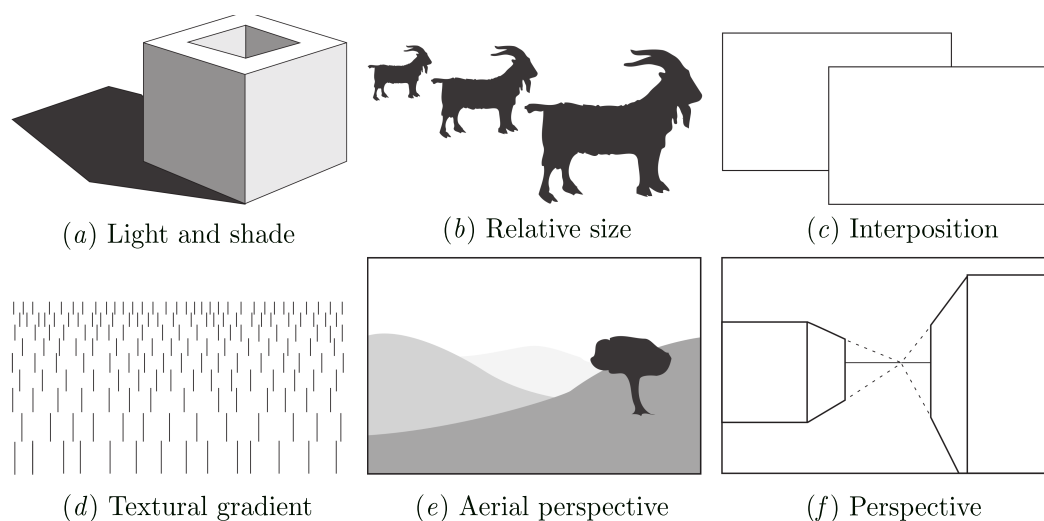 (a) Light and shade
(b) Relative size
(c) Interposition
(d) Textural gradient
(e) Aerial perspective
(f) Perspective